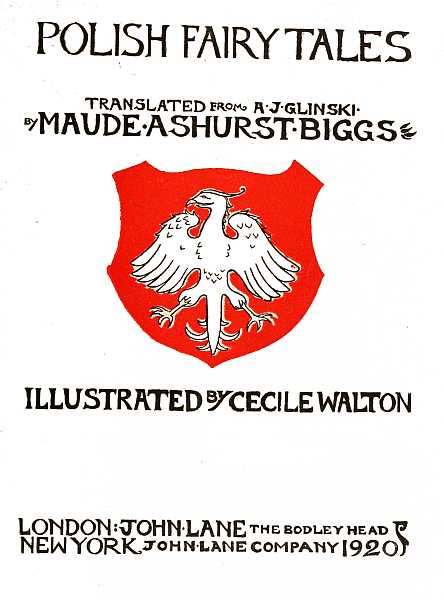 POLISH FAIRY TALES
TRANSLATED FROM A·J·GLINSKI·
BY MAUDE·ASHURST·BIGGS
ILLUSTRATED BY CECILE WALTON
LONDON: JOHN·LANE THE BODLEY HEAD
NEW YORK, JOHN·LANE COMPANY 1920